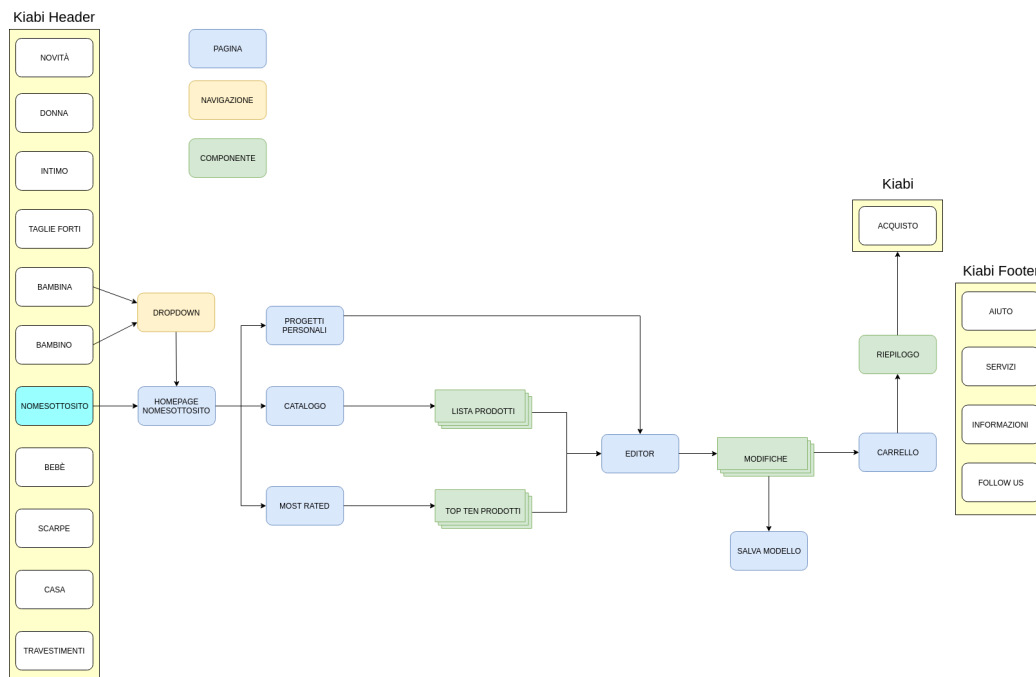 Kiabi Header
NOVITÀ
DONNA
INTIMO
TAGLIE FORTI
BAMBINA
BAMBINO
NOMESOTTOSITO
BEBÈ
SCARPE
CASA
TRAVESTIMENTI
PAGINA
NAVIGAZIONE
COMPONENTE
DROPDOWN
HOMEPAGE
NOMESOTTOSITO
PROGETTI
PERSONALI
CATALOGO
MOST RATED
LISTA PRODOTTI
TOP TEN PRODOTTI
EDITOR
MODIFICHE
SALVA MODELLO
Kiabi
ACQUISTO
RIEPILOGO
CARRELLO
Kiabi Footer
AIUTO
SERVIZI
INFORMAZIONI
FOLLOW US